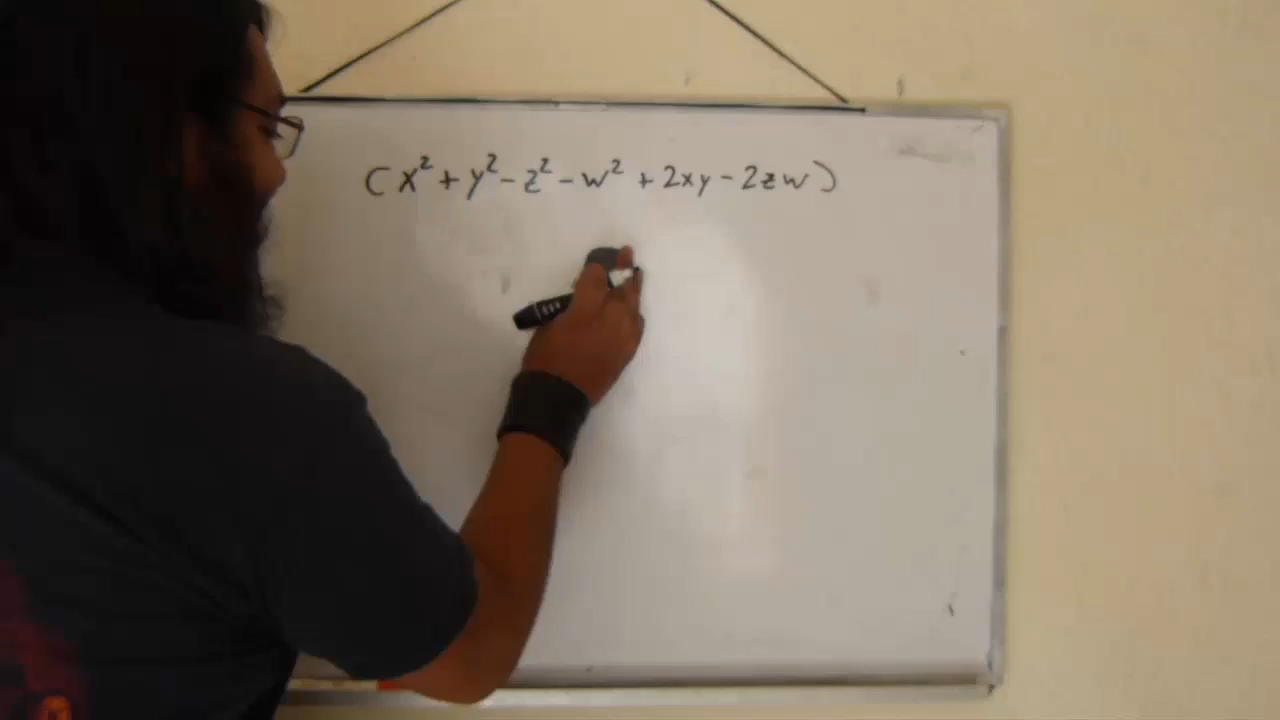 (x² + y² - z² - w² + 2xy - 2zw)